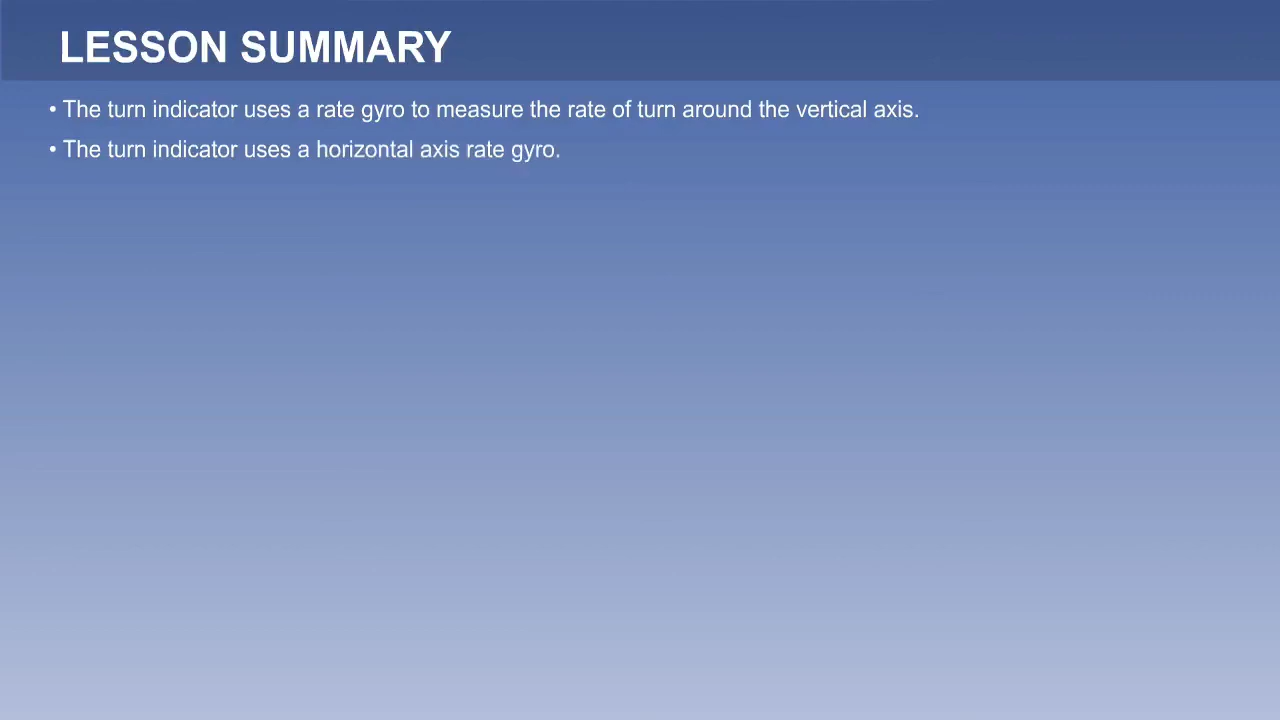 LESSON SUMMARY
• The turn indicator uses a rate gyro to measure the rate of turn around the vertical axis.
• The turn indicator uses a horizontal axis rate gyro.